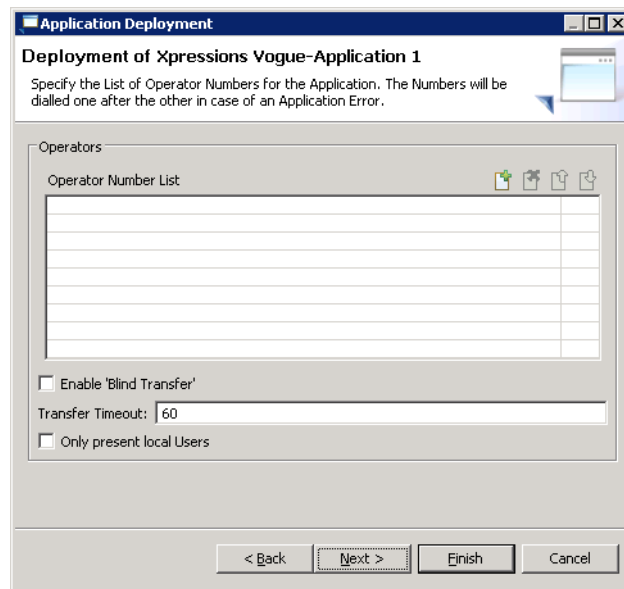 Application Deployment
Deployment of Xpressions Vogue-Application 1
Specify the List of Operator Numbers for the Application. The Numbers will be
dialled one after the other in case of an Application Error.
Operators
Operator Number List
Enable 'Blind Transfer'
Transfer Timeout: 60
Only present local Users
< Back Next > Finish Cancel